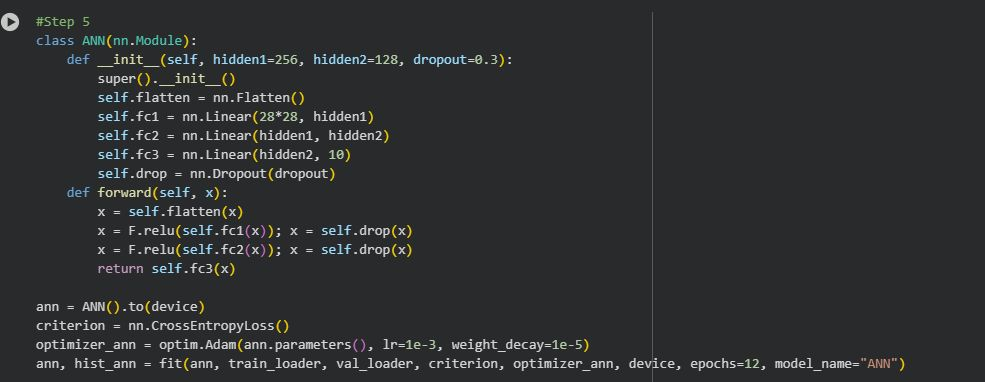 #Step 5
class ANN(nn.Module):
    def __init__(self, hidden1=256, hidden2=128, dropout=0.3):
        super().__init__()
        self.flatten = nn.Flatten()
        self.fc1 = nn.Linear(28*28, hidden1)
        self.fc2 = nn.Linear(hidden1, hidden2)
        self.fc3 = nn.Linear(hidden2, 10)
        self.drop = nn.Dropout(dropout)
    def forward(self, x):
        x = self.flatten(x)
        x = F.relu(self.fc1(x)); x = self.drop(x)
        x = F.relu(self.fc2(x)); x = self.drop(x)
        return self.fc3(x)

ann = ANN().to(device)
criterion = nn.CrossEntropyLoss()
optimizer_ann = optim.Adam(ann.parameters(), lr=1e-3, weight_decay=1e-5)
ann, hist_ann = fit(ann, train_loader, val_loader, criterion, optimizer_ann, device, epochs=12, model_name="ANN")